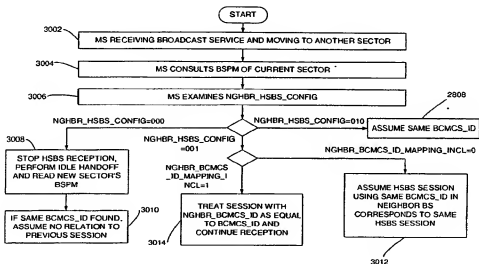 START
3002
MS RECEIVING BROADCAST SERVICE AND MOVING TO ANOTHER SECTOR
3004
MS CONSULTS BSPM OF CURRENT SECTOR
3006
MS EXAMINES NGHBR_HSBS_CONFIG
NGHBR_HSBS_CONFIG=000
NGHBR_HSBS_CONFIG=010
2808
ASSUME SAME BCMCS_ID
3008
STOP HSBS RECEPTION,
PERFORM IDLE HANDOFF
AND READ NEW SECTOR'S
BSPM
NGHBR_HSBS_CONFIG
=001
NGHBR_BCMCS
_ID_MAPPING_I
NCL=1
NGHBR_BCMCS_ID_MAPPING_INCL=0
IF SAME BCMCS_ID FOUND,
ASSUME NO RELATION TO
PREVIOUS SESSION
3010
TREAT SESSION WITH
NGHBR_BCMCS_ID AS EQUAL
TO BCMCS_ID AND
CONTINUE RECEPTION
3014
ASSUME HSBS SESSION
USING SAME BCMCS_ID IN
NEIGHBOR BS
CORRESPONDS TO SAME
HSBS SESSION
3012